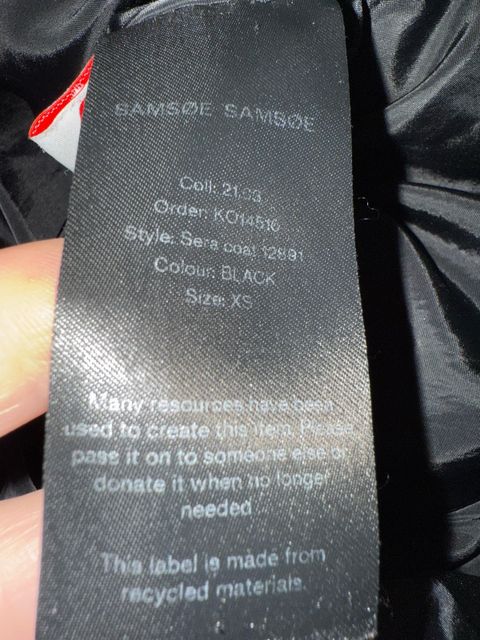 SAMSØE SAMSØE
Coll: 21.03
Order: KO14510
Style: Sera coat 12891
Colour: BLACK
Size: XS
Many resources have been
used to create this item. Please
pass it on to someone else or
donate it when no longer
needed
This label is made from
recycled materials.